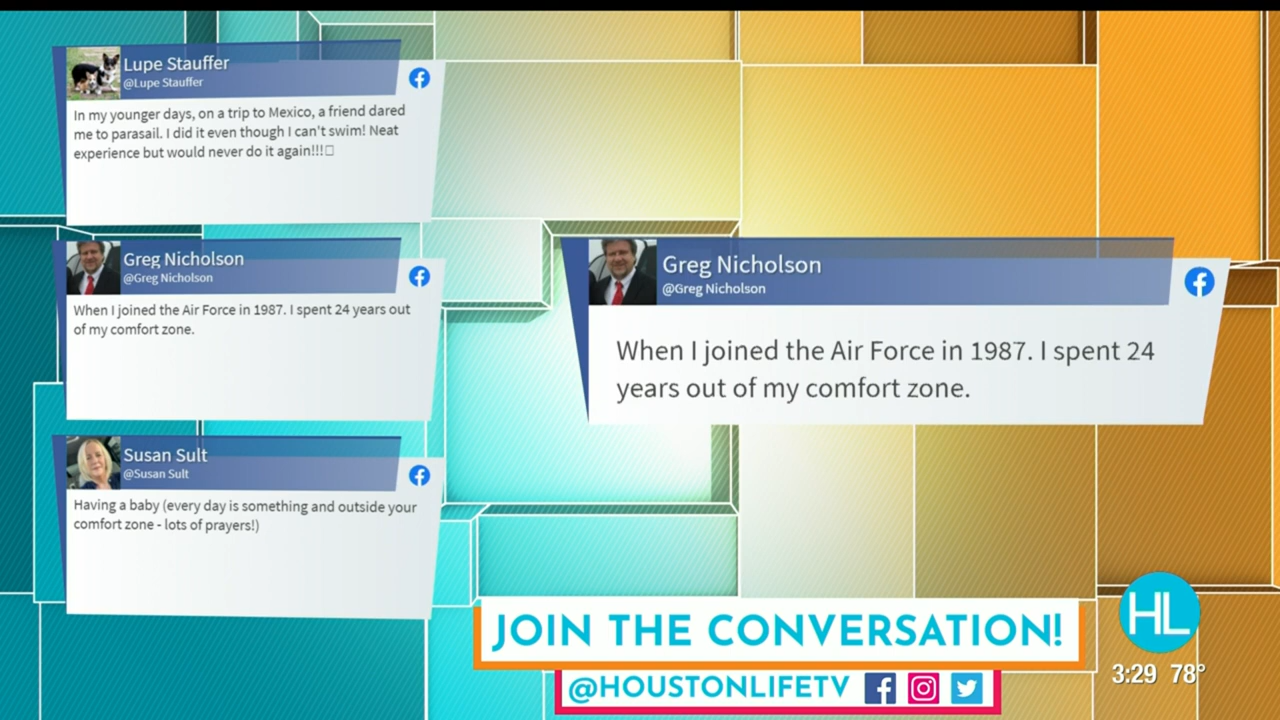 Lupe Stauffer
@Lupe Stauffer
In my younger days, on a trip to Mexico, a friend dared
me to parasail. I did it even though I can't swim! Neat
experience but would never do it again!!!□
Greg Nicholson
@Greg Nicholson
When I joined the Air Force in 1987. I spent 24 years out
of my comfort zone.
Susan Sult
@Susan Sult
Having a baby (every day is something and outside your
comfort zone - lots of prayers!)
Greg Nicholson
@Greg Nicholson
When I joined the Air Force in 1987. I spent 24
years out of my comfort zone.
JOIN THE CONVERSATION!
@HOUSTONLIFETV
HL
3:29 78°